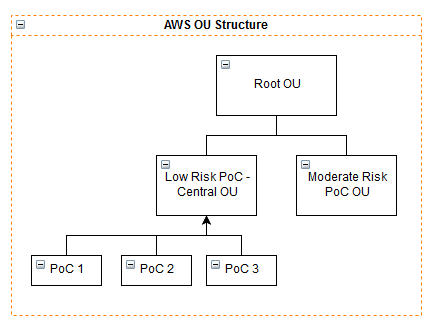 AWS OU Structure
Root OU
Low Risk PoC -
Central OU
Moderate Risk
PoC OU
PoC 1
PoC 2
PoC 3